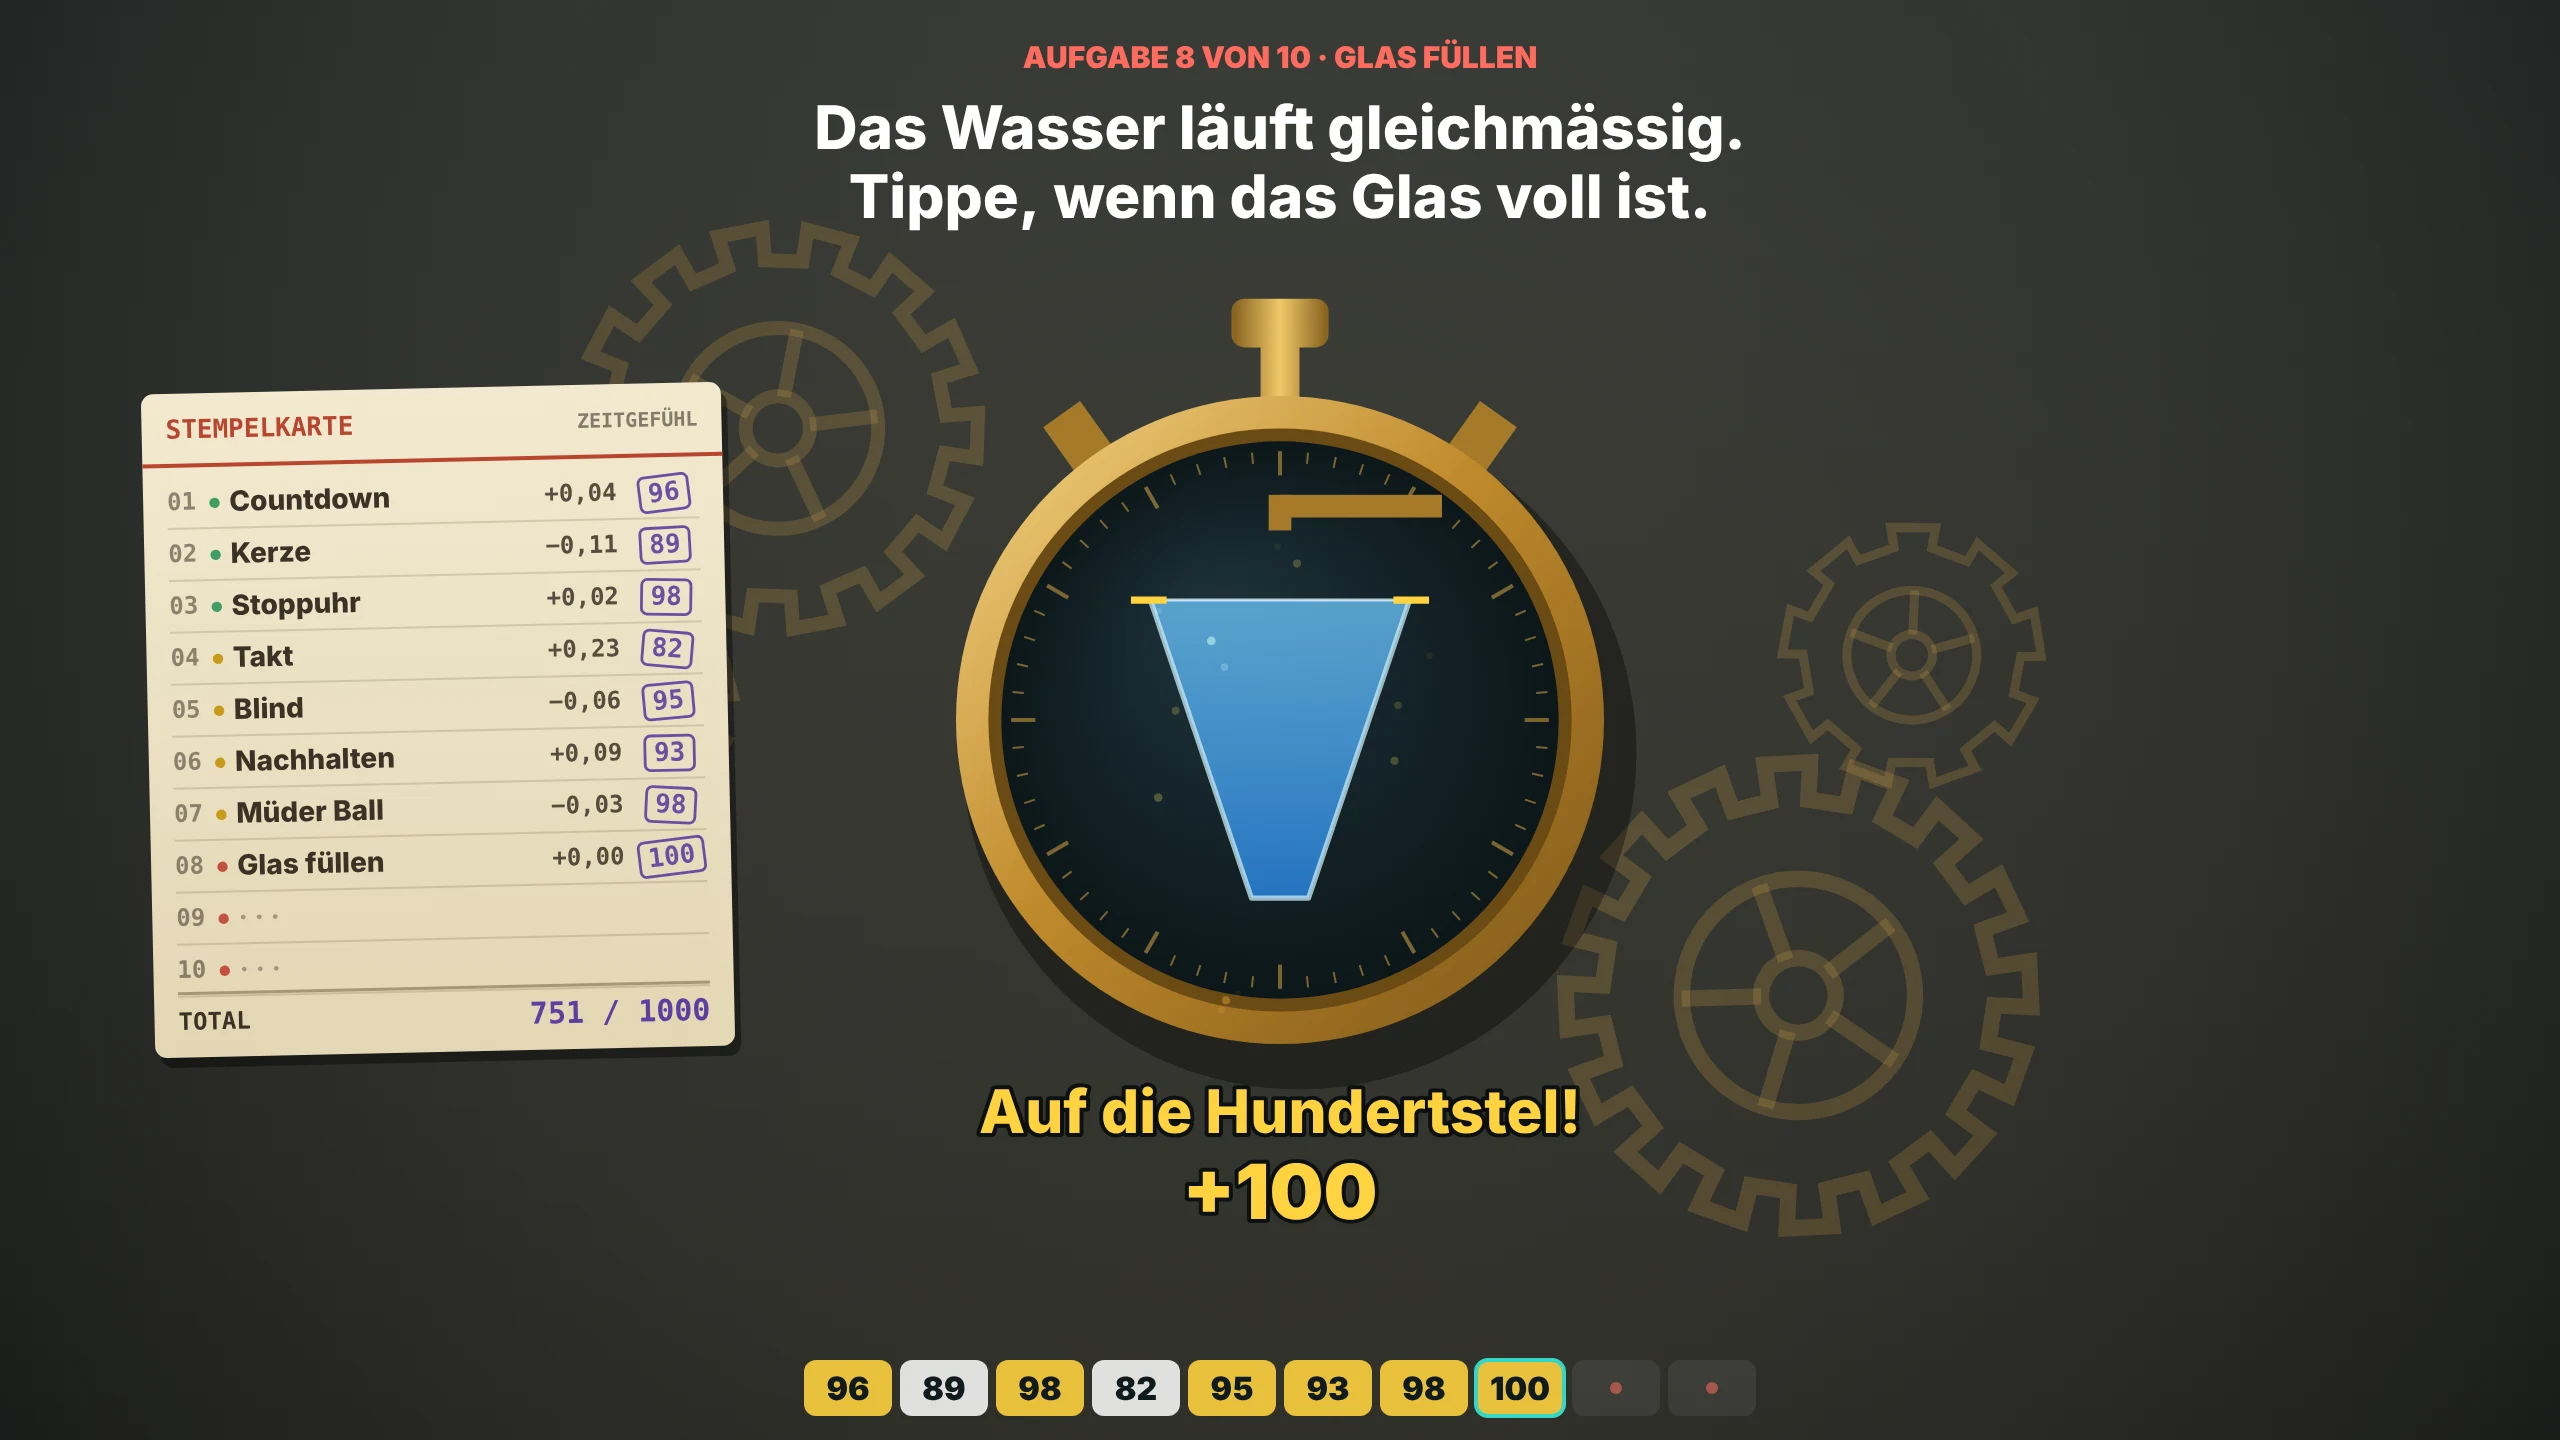 AUFGABE 8 VON 10 · GLAS FÜLLEN
Das Wasser läuft gleichmässig.
Tippe, wenn das Glas voll ist.
STEMPELKARTE ZEITGEFÜHL
01 • Countdown +0,04 96
02 • Kerze −0,11 89
03 • Stoppuhr +0,02 98
04 • Takt +0,23 82
05 • Blind −0,06 95
06 • Nachhalten +0,09 93
07 • Müder Ball −0,03 98
08 • Glas füllen +0,00 100
09 • ···
10 • ···
TOTAL 751 / 1000
Auf die Hundertstel!
+100
96 89 98 82 95 93 98 100 • •